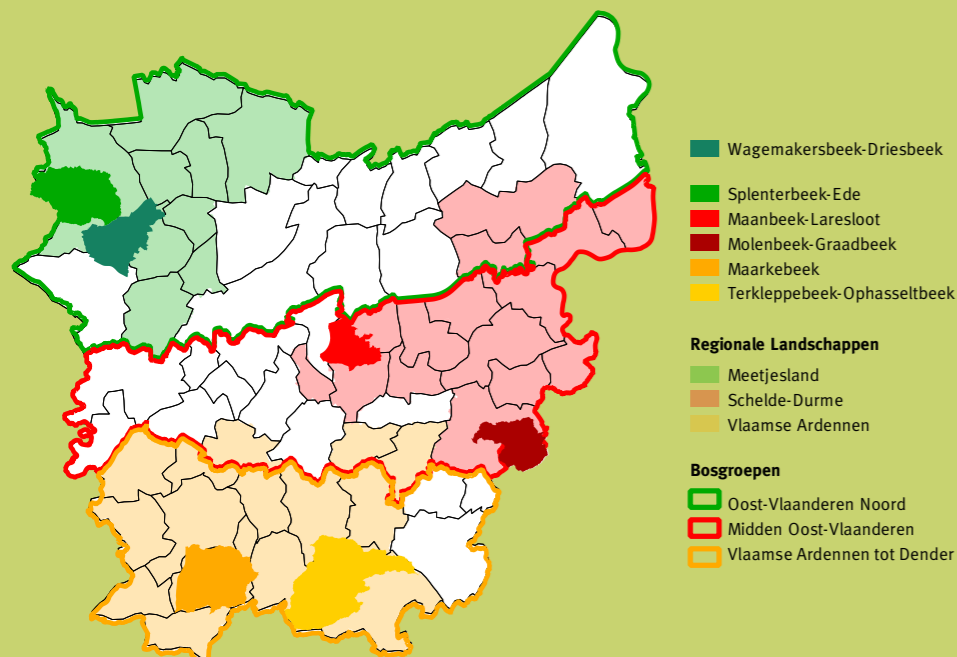 Wagemakersbeek-Driesbeek
Splenterbeek-Ede
Maanbeek-Laresloot
Molenbeek-Graadbeek
Maarkebeek
Terkleppebeek-Ophasseltbeek
Regionale Landschappen
Meetjesland
Schelde-Durme
Vlaamse Ardennen
Bosgroepen
Oost-Vlaanderen Noord
Midden Oost-Vlaanderen
Vlaamse Ardennen tot Dender